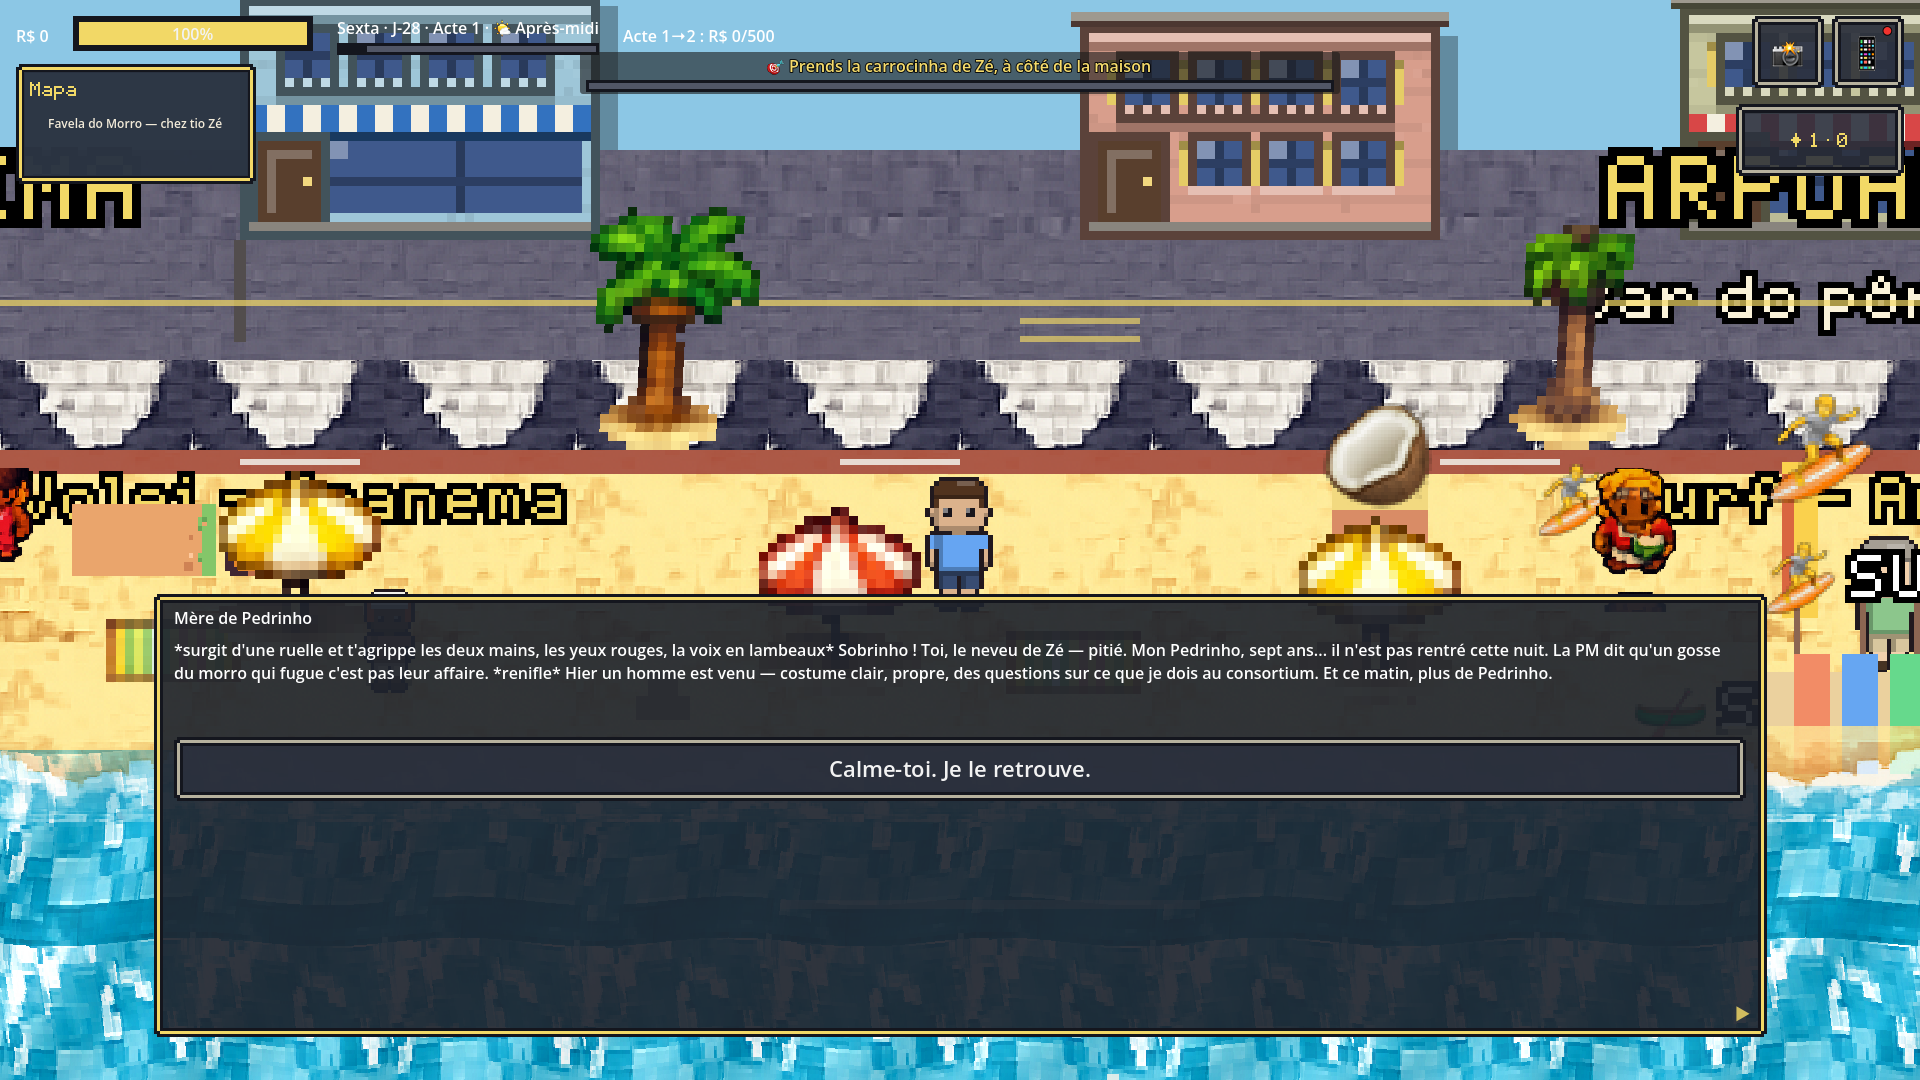 R$ 0
100%
Sexta · J-28 · Acte 1 · Après-midi
Acte 1→2 : R$ 0/500
Prends la carrocinha de Zé, à côté de la maison
Mapa
Favela do Morro — chez tio Zé
1 · 0
do
Volei
Mère de Pedrinho
*surgit d'une ruelle et t'agrippe les deux mains, les yeux rouges, la voix en lambeaux* Sobrinho ! Toi, le neveu de Zé — pitié. Mon Pedrinho, sept ans... il n'est pas rentré cette nuit. La PM dit qu'un gosse
du morro qui fugue c'est pas leur affaire. *renifle* Hier un homme est venu — costume clair, propre, des questions sur ce que je dois au consortium. Et ce matin, plus de Pedrinho.
Calme-toi. Je le retrouve.